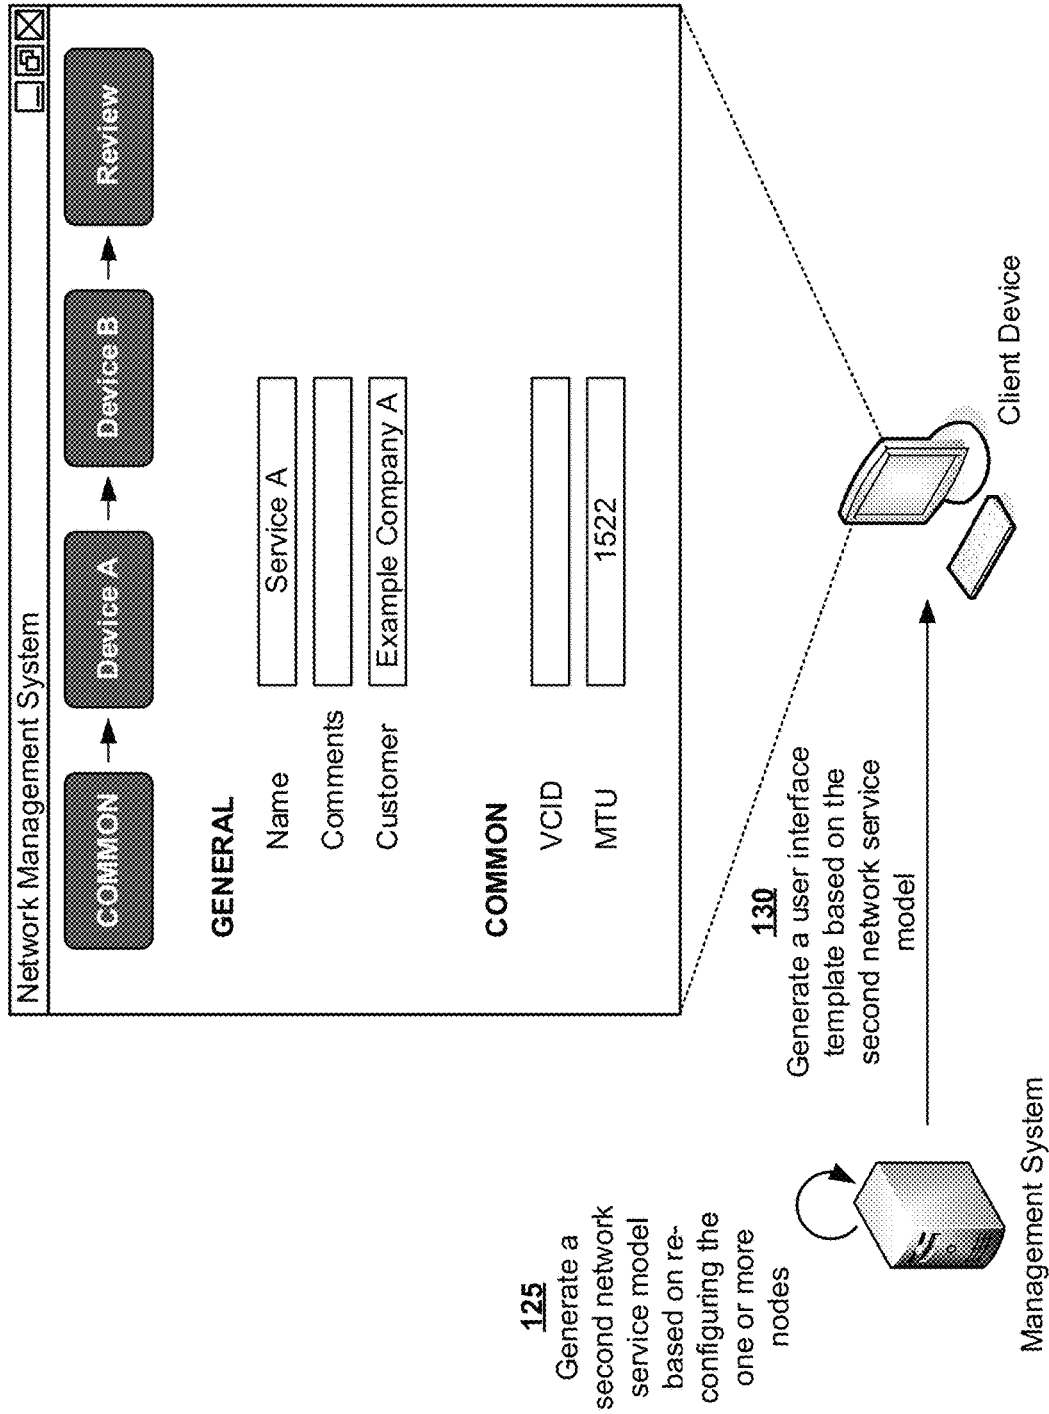 Network Management System
COMMON
Device A
Device B
Review
GENERAL
Name
Service A
Comments
Customer
Example Company A
COMMON
VCID
MTU
1522
125
Generate a
second network
service model
based on re-
configuring the
one or more
nodes
130
Generate a user interface
template based on the
second network service
model
Management System
Client Device